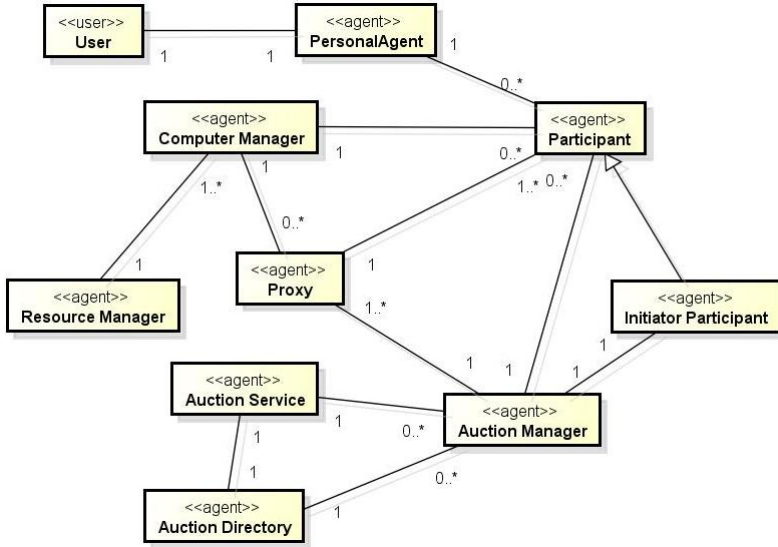 <<user>>
User
1
1
<<agent>>
PersonalAgent
1
0..*
<<agent>>
Computer Manager
1
1
0..*
<<agent>>
Participant
1..*
0..*
1..*
0..*
1
<<agent>>
Resource Manager
<<agent>>
Proxy
1
1..*
<<agent>>
Initiator Participant
1
1
1
1
<<agent>>
Auction Service
1
0..*
<<agent>>
Auction Manager
1
1
0..*
<<agent>>
Auction Directory
1